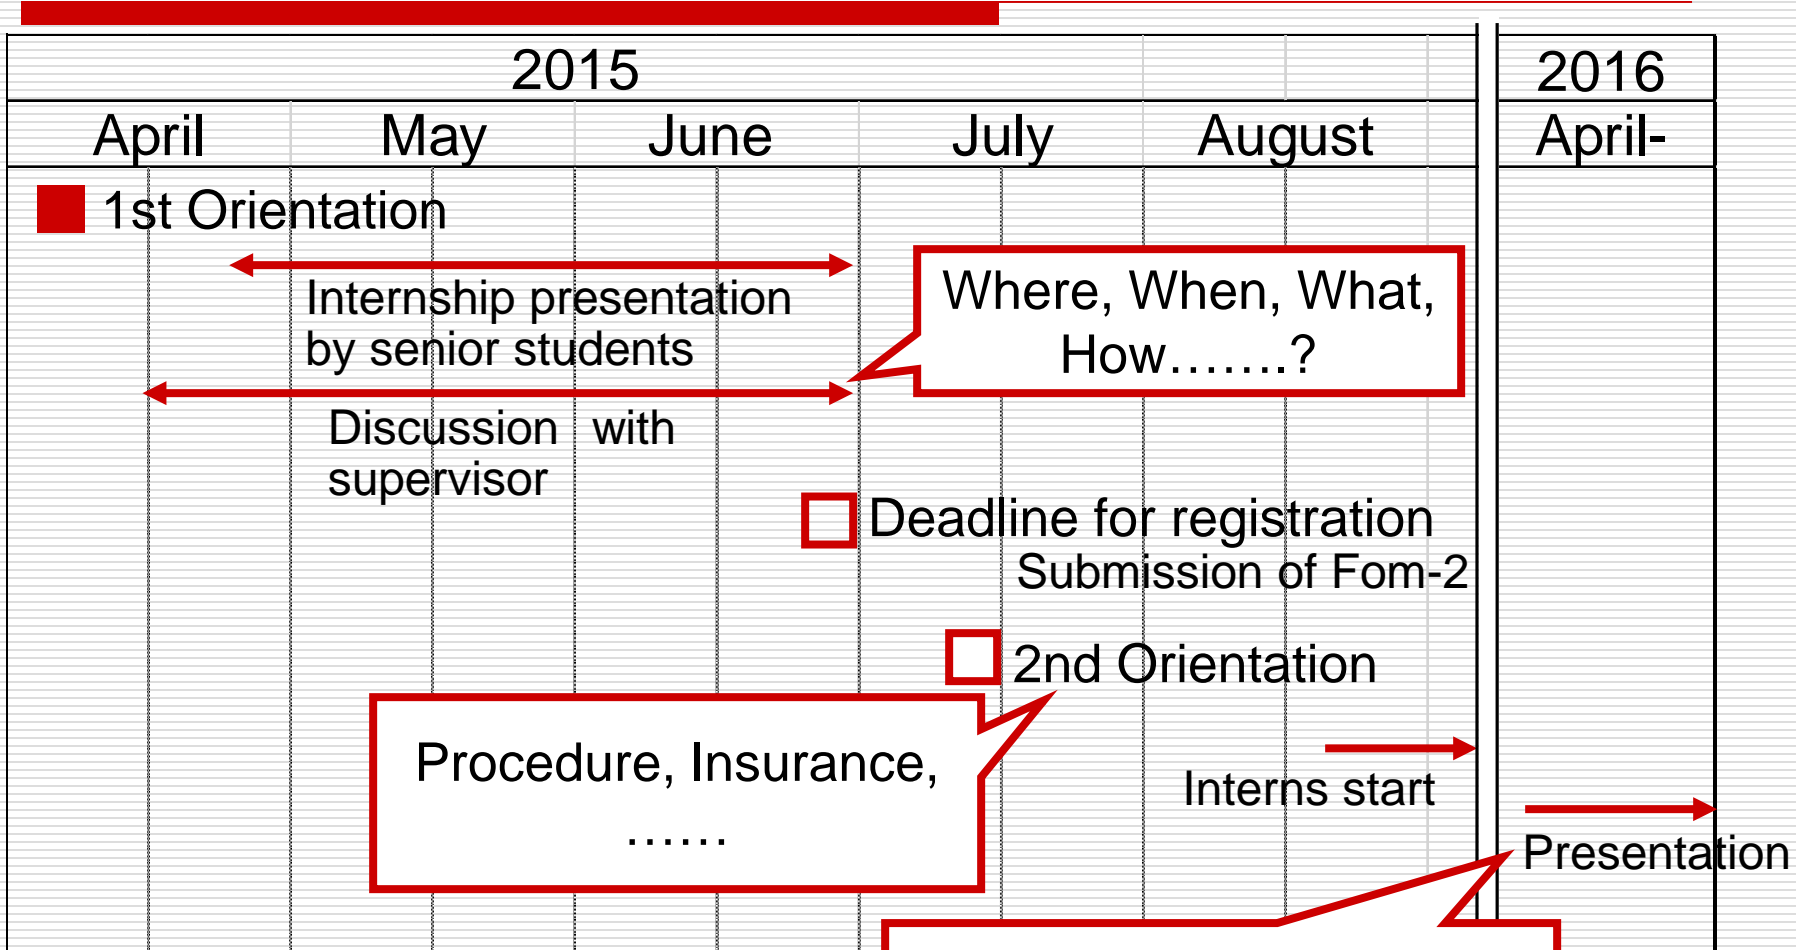 2015
2016
April
May
June
July
August
April-
1st Orientation
Internship presentation
by senior students
Where, When, What,
How.......?
Discussion with
supervisor
Deadline for registration
Submission of Fom-2
2nd Orientation
Procedure, Insurance,
......
Interns start
Presentation